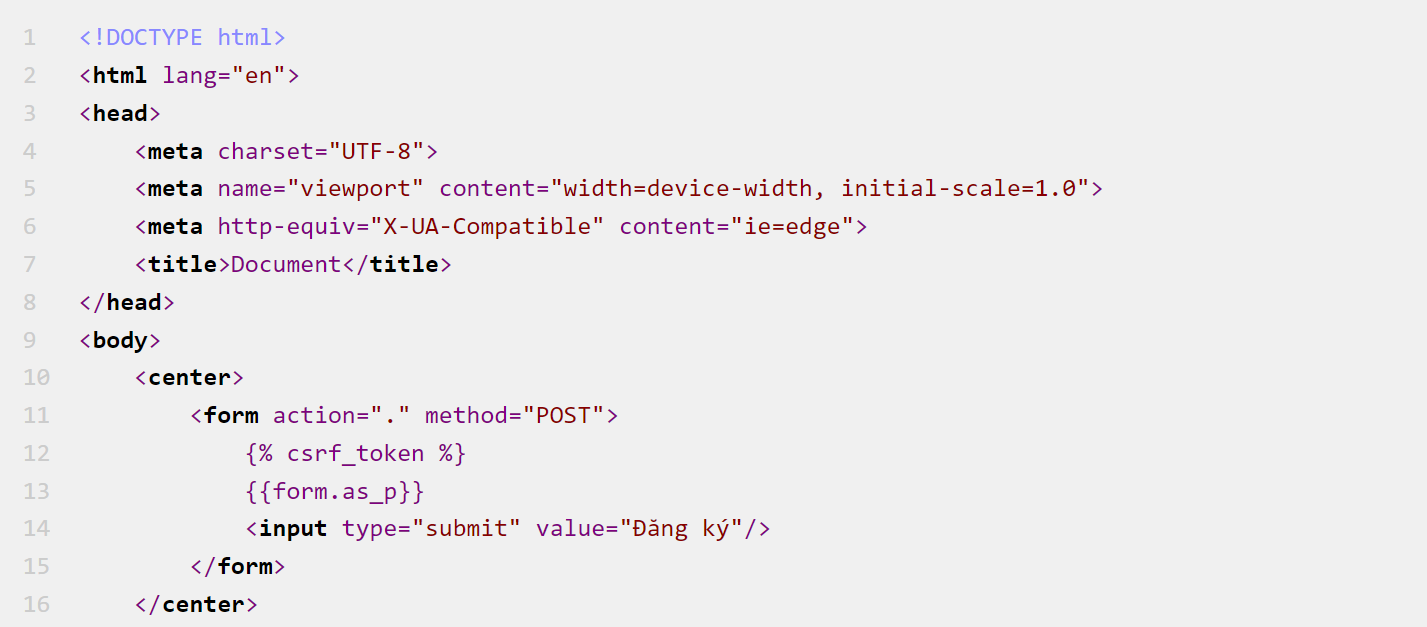 1 <!DOCTYPE html>
2 <html lang="en">
3 <head>
4     <meta charset="UTF-8">
5     <meta name="viewport" content="width=device-width, initial-scale=1.0">
6     <meta http-equiv="X-UA-Compatible" content="ie=edge">
7     <title>Document</title>
8 </head>
9 <body>
10     <center>
11         <form action="." method="POST">
12             {% csrf_token %}
13             {{form.as_p}}
14             <input type="submit" value="Đăng ký"/>
15         </form>
16     </center>